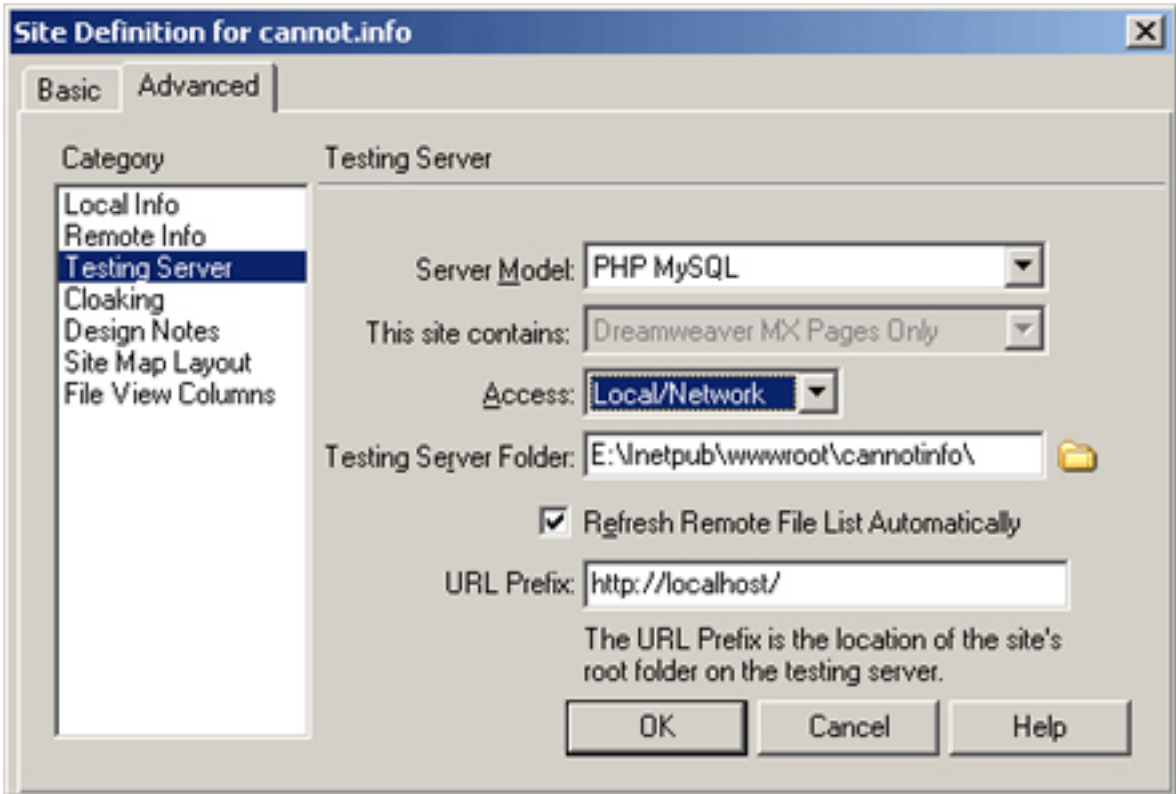 Site Definition for cannot.info
Basic
Advanced
Category
Local Info
Remote Info
Testing Server
Cloaking
Design Notes
Site Map Layout
File View Columns
Testing Server
Server Model: PHP MySQL
This site contains: Dreamweaver MX Pages Only
Access: Local/Network
Testing Server Folder: E:\Inetpub\wwwroot\cannotinfo\
Refresh Remote File List Automatically
URL Prefix: http://localhost/
The URL Prefix is the location of the site's
root folder on the testing server.
OK
Cancel
Help